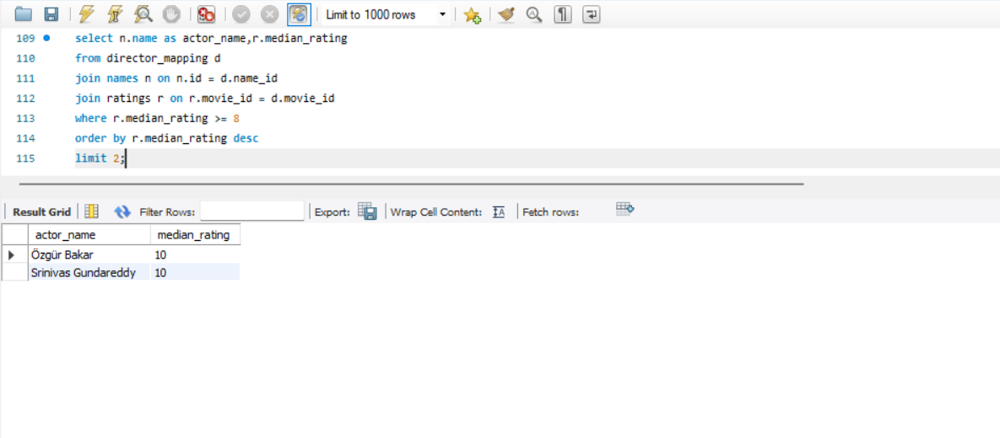 Limit to 1000 rows
109 select n.name as actor_name,r.median_rating
110 from director_mapping d
111 join names n on n.id = d.name_id
112 join ratings r on r.movie_id = d.movie_id
113 where r.median_rating >= 8
114 order by r.median_rating desc
115 limit 2;
Result Grid Filter Rows: Export: Wrap Cell Content: Fetch rows:
actor_name median_rating
Özgür Bakar 10
Srinivas Gundareddy 10